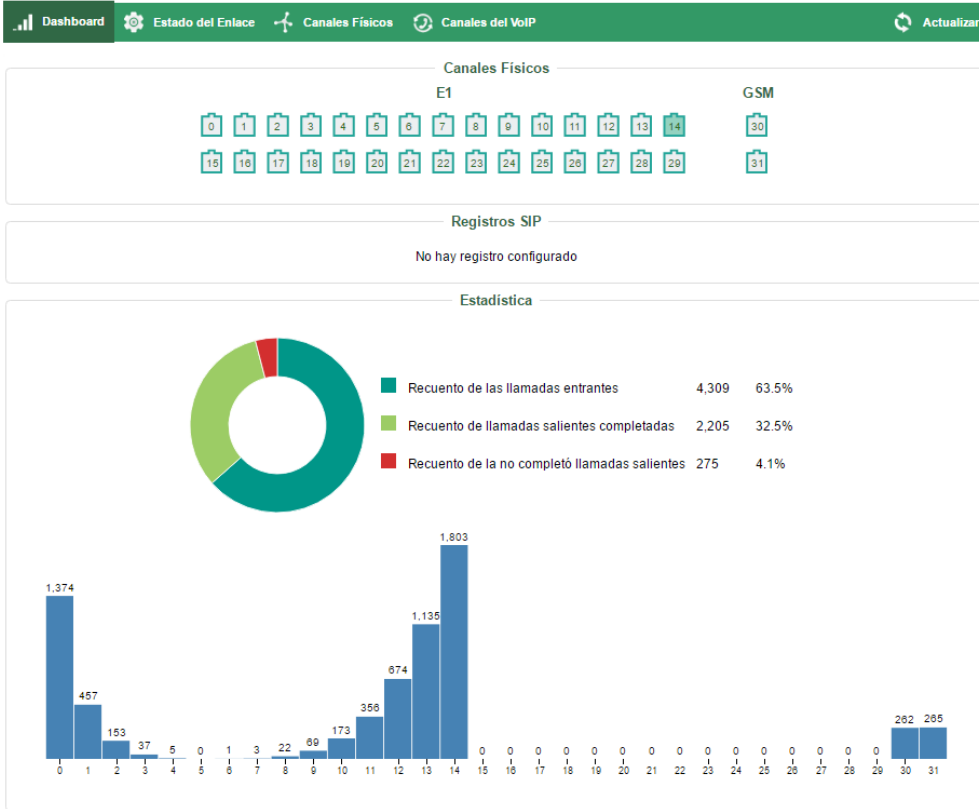 Dashboard Estado del Enlace Canales Físicos Canales del VoIP Actualizar
Canales Físicos
E1 GSM
0 1 2 3 4 5 6 7 8 9 10 11 12 13 14 30
15 16 17 18 19 20 21 22 23 24 25 26 27 28 29 31
Registros SIP
No hay registro configurado
Estadística
Recuento de las llamadas entrantes 4,309 63.5%
Recuento de llamadas salientes completadas 2,205 32.5%
Recuento de la no completó llamadas salientes 275 4.1%
1,374 457 153 37 5 0 1 3 22 69 173 356 674 1,135 1,803 0 0 0 0 0 0 0 0 0 0 0 0 0 0 0 262 265
0 1 2 3 4 5 6 7 8 9 10 11 12 13 14 15 16 17 18 19 20 21 22 23 24 25 26 27 28 29 30 31